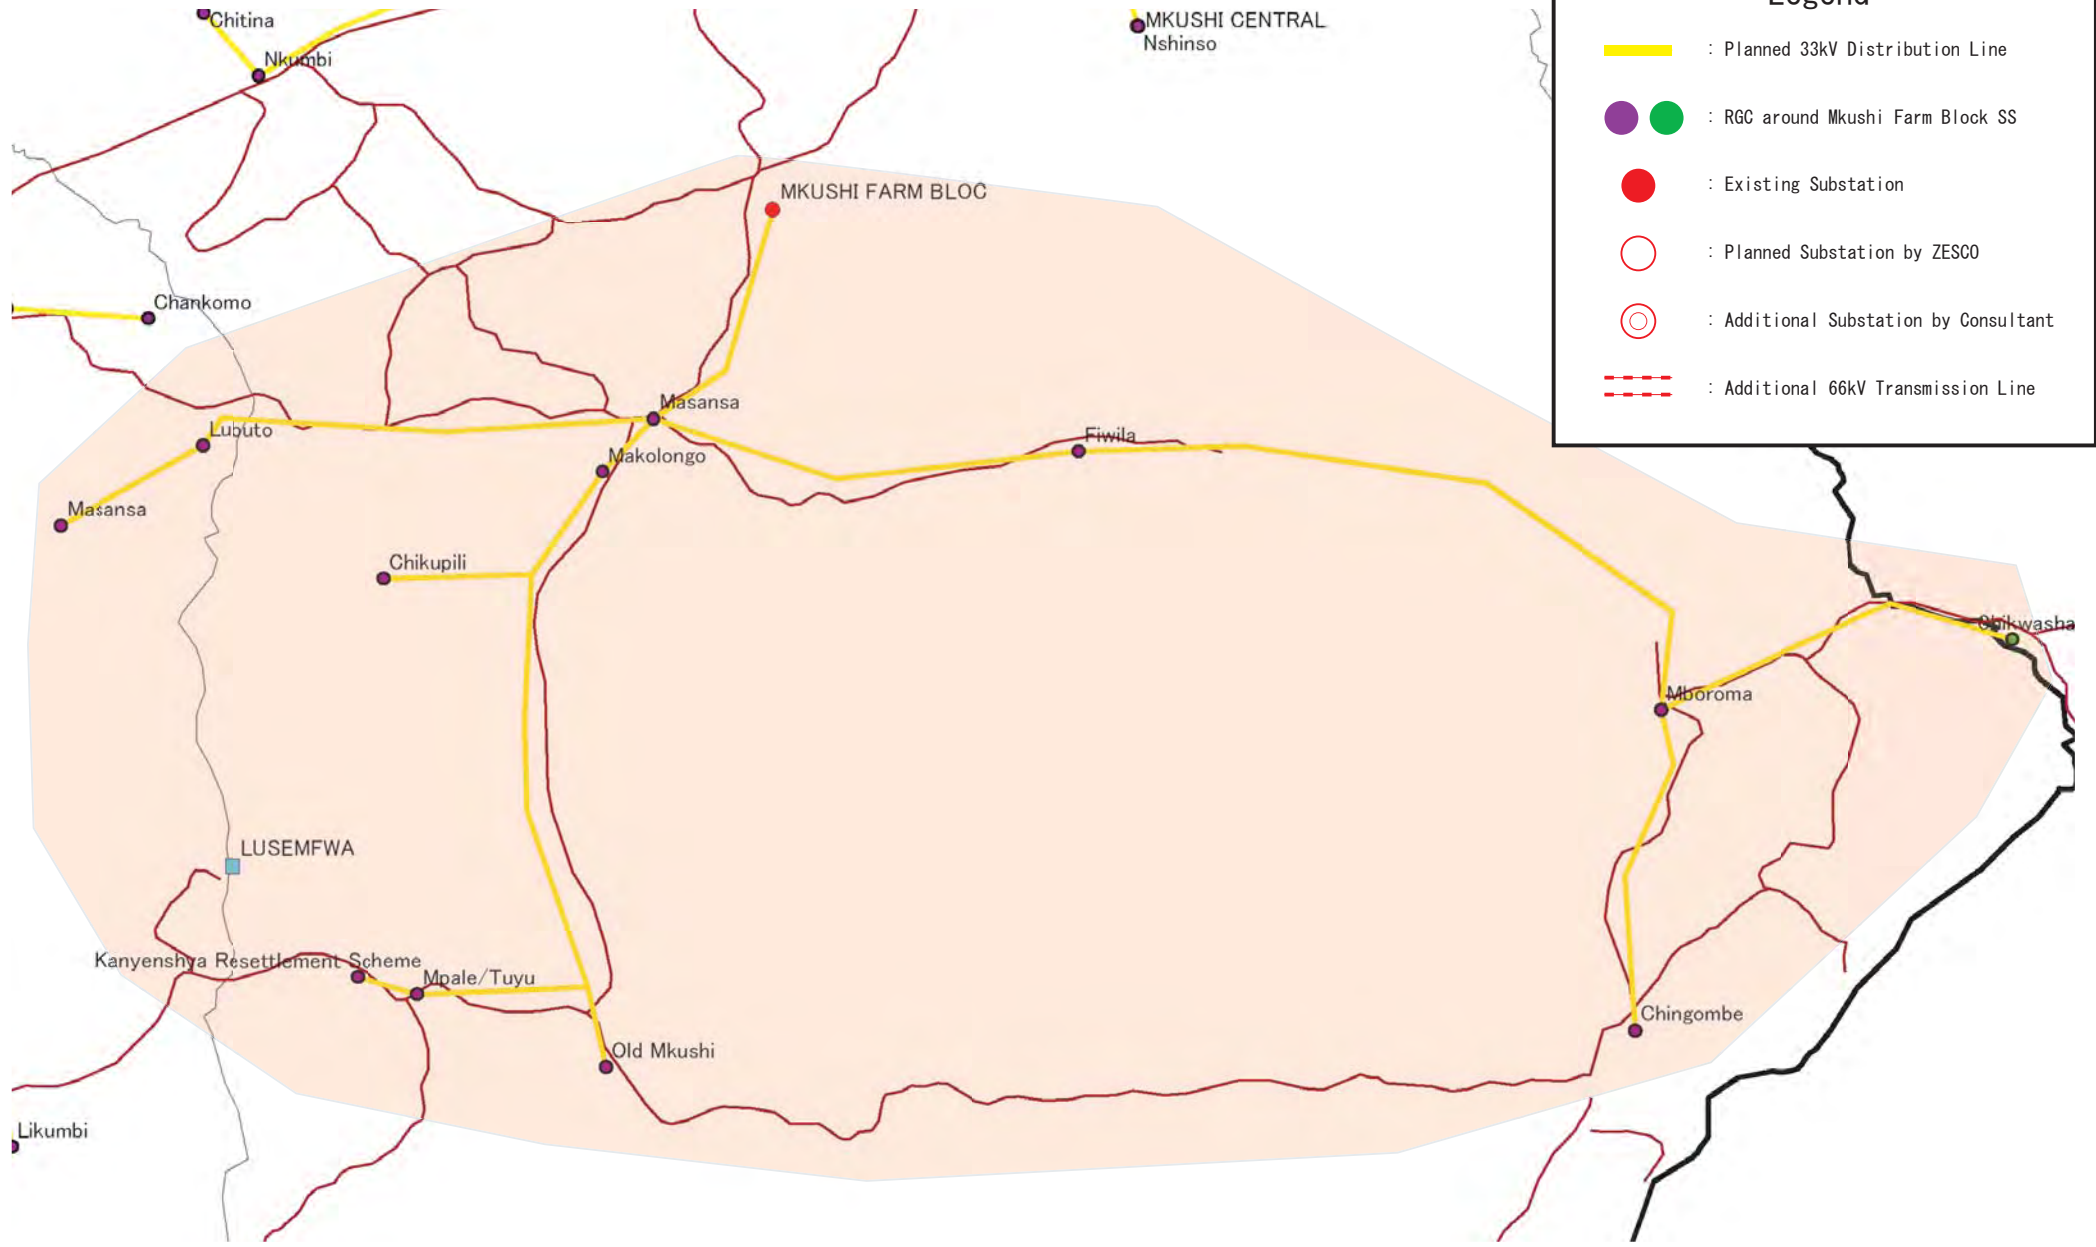 Chitina
Nkumbi
MKUSHI CENTRAL
Nshinso
Legend
: Planned 33kV Distribution Line
: RGC around Mkushi Farm Block SS
: Existing Substation
: Planned Substation by ZESCO
: Additional Substation by Consultant
: Additional 66kV Transmission Line
MKUSHI FARM BLOC
Chankomo
Masansa
Lubuto
Fiwila
Makolongo
Masansa
Chikupili
Chikwasha
Mboroma
LUSEMFWA
Kanyenshya Resettlement Scheme
Mpale/Tuyu
Chingombe
Old Mkushi
Likumbi